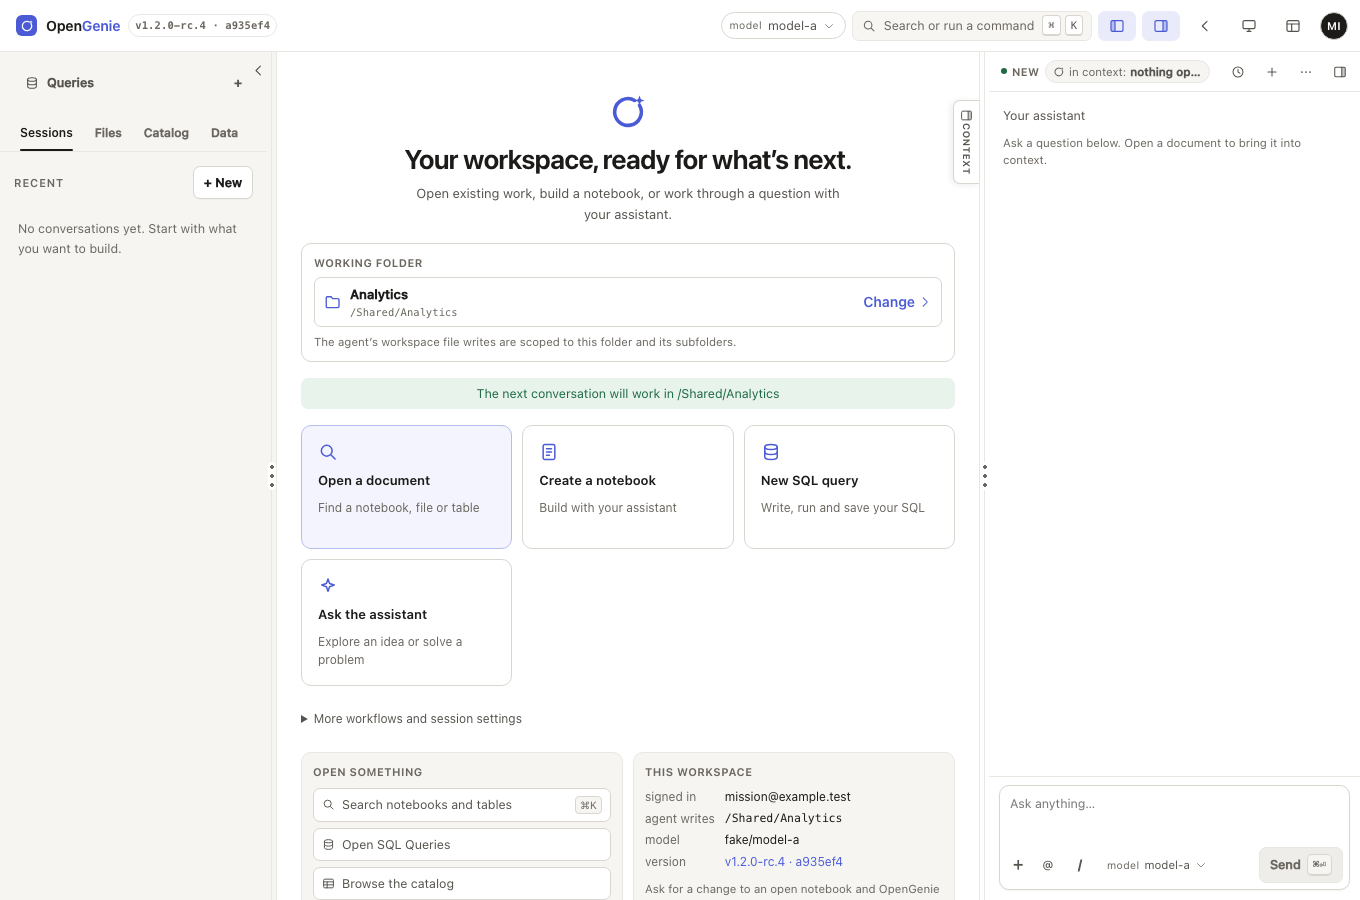 OpenGenie
v1.2.0-rc.4 · a935ef4
model model-a
Search or run a command ⌘ K
MI
Queries
+
Sessions Files Catalog Data
RECENT
+ New
No conversations yet. Start with what
you want to build.
Your workspace, ready for what’s next.
Open existing work, build a notebook, or work through a question with
your assistant.
WORKING FOLDER
Analytics
/Shared/Analytics
Change
The agent’s workspace file writes are scoped to this folder and its subfolders.
The next conversation will work in /Shared/Analytics
Open a document
Find a notebook, file or table
Create a notebook
Build with your assistant
New SQL query
Write, run and save your SQL
Ask the assistant
Explore an idea or solve a
problem
More workflows and session settings
OPEN SOMETHING
Search notebooks and tables ⌘K
Open SQL Queries
Browse the catalog
THIS WORKSPACE
signed in mission@example.test
agent writes /Shared/Analytics
model fake/model-a
version v1.2.0-rc.4 · a935ef4
Ask for a change to an open notebook and OpenGenie
CONTEXT
NEW
in context: nothing op...
Your assistant
Ask a question below. Open a document to bring it into
context.
Ask anything...
+ @ / model model-a
Send ⌘⏎